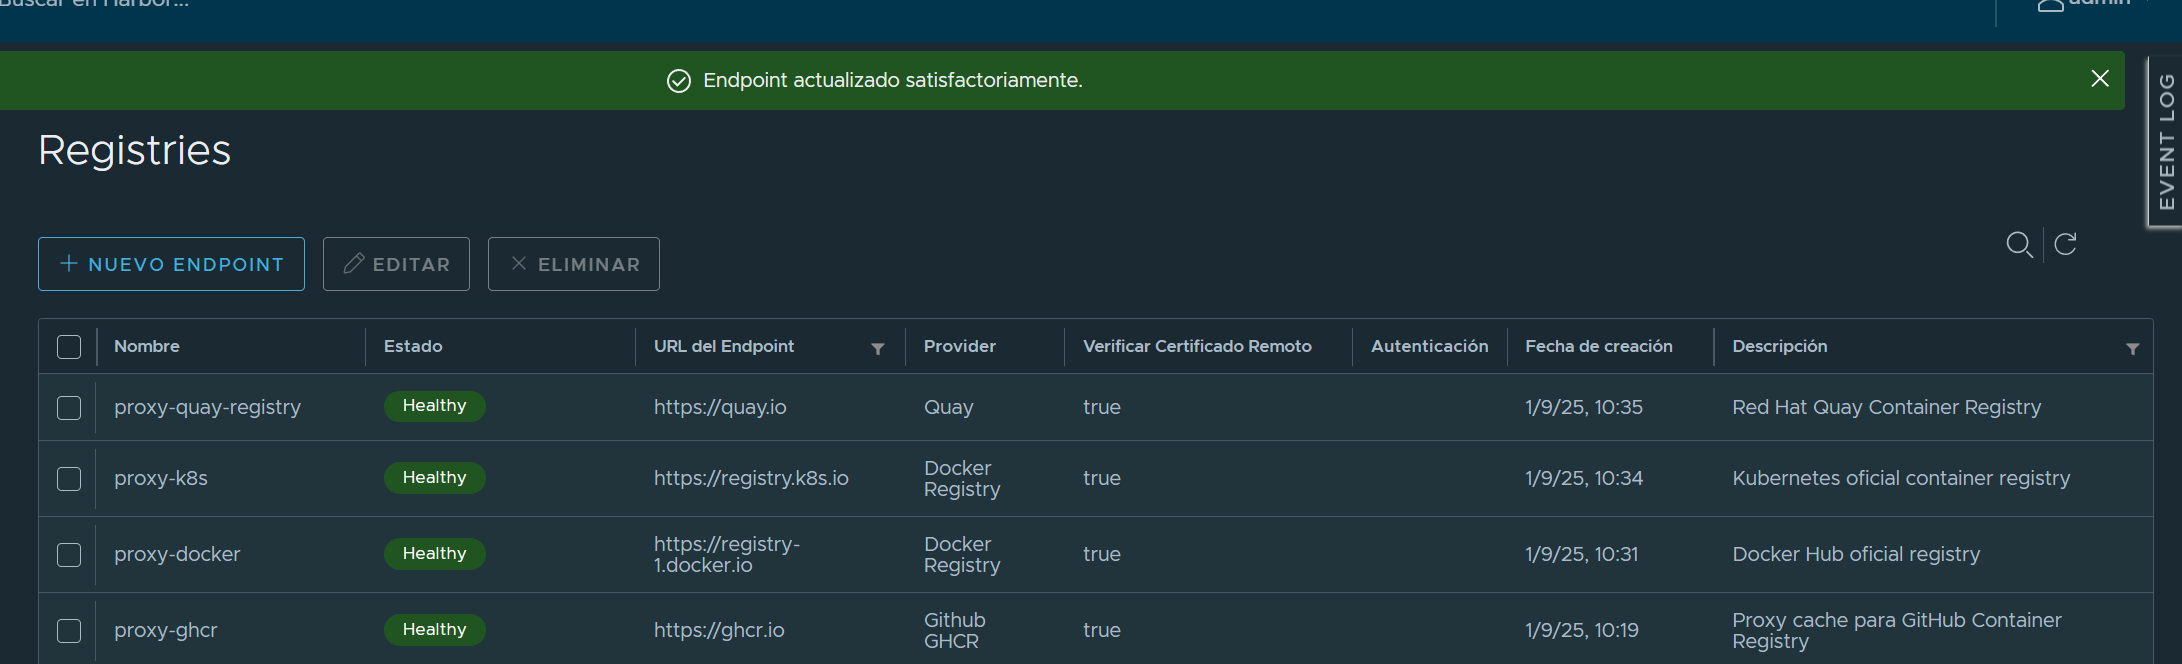 Buscar en Harbor...
admin
Endpoint actualizado satisfactoriamente.
EVENT LOG
Registries
NUEVO ENDPOINT
EDITAR
ELIMINAR
Nombre
Estado
URL del Endpoint
Provider
Verificar Certificado Remoto
Autenticación
Fecha de creación
Descripción
proxy-quay-registry
Healthy
https://quay.io
Quay
true
1/9/25, 10:35
Red Hat Quay Container Registry
proxy-k8s
Healthy
https://registry.k8s.io
Docker
Registry
true
1/9/25, 10:34
Kubernetes oficial container registry
proxy-docker
Healthy
https://registry-
1.docker.io
Docker
Registry
true
1/9/25, 10:31
Docker Hub oficial registry
proxy-ghcr
Healthy
https://ghcr.io
Github
GHCR
true
1/9/25, 10:19
Proxy cache para GitHub Container
Registry